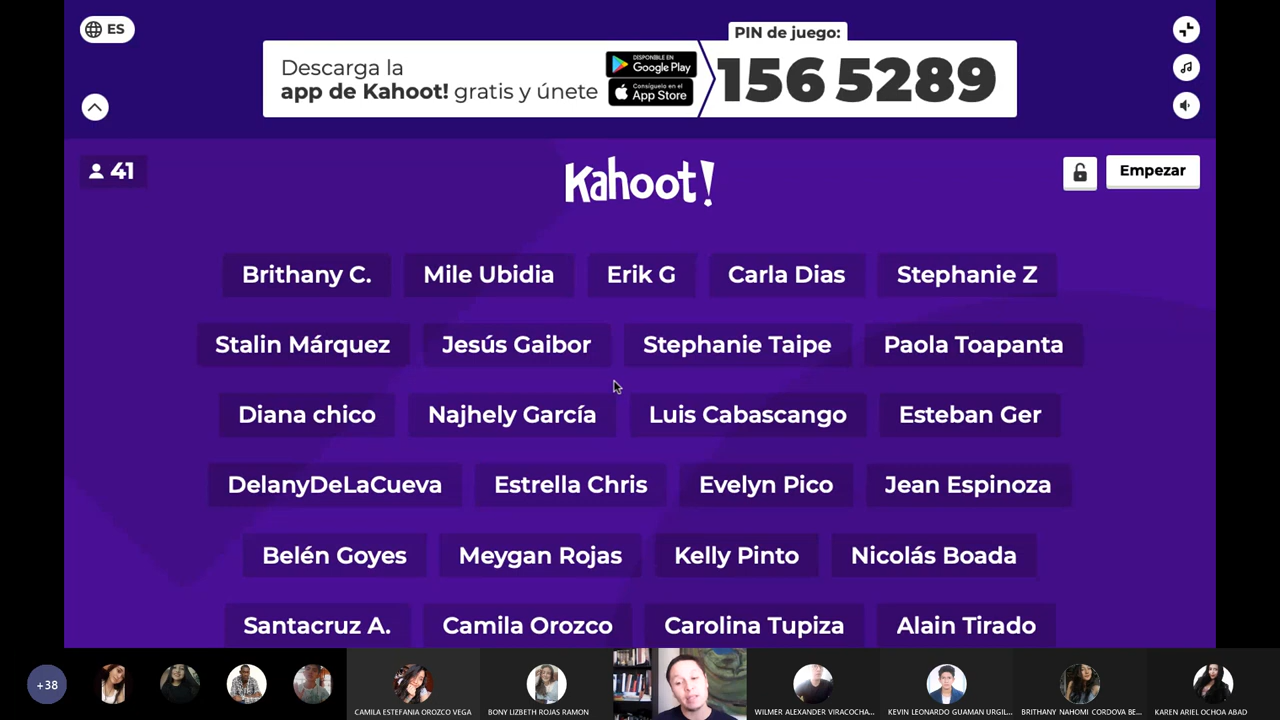 ES
PIN de juego:
Descarga la
app de Kahoot! gratis y únete
DISPONIBLE EN
Google Play
Consíguelo en el
App Store
156 5289
41
Kahoot!
Empezar
Brithany C. Mile Ubidia Erik G Carla Dias Stephanie Z
Stalin Márquez Jesús Gaibor Stephanie Taipe Paola Toapanta
Diana chico Najhely García Luis Cabascango Esteban Ger
DelanyDeLaCueva Estrella Chris Evelyn Pico Jean Espinoza
Belén Goyes Meygan Rojas Kelly Pinto Nicolás Boada
Santacruz A. Camila Orozco Carolina Tupiza Alain Tirado
+38
CAMILA ESTEFANIA OROZCO VEGA BONY LIZBETH ROJAS RAMON WILMER ALEXANDER VIRACOCHA... KEVIN LEONARDO GUAMAN URGIL... BRITHANY NAHOMI CORDOVA BE... KAREN ARIEL OCHOA ABAD